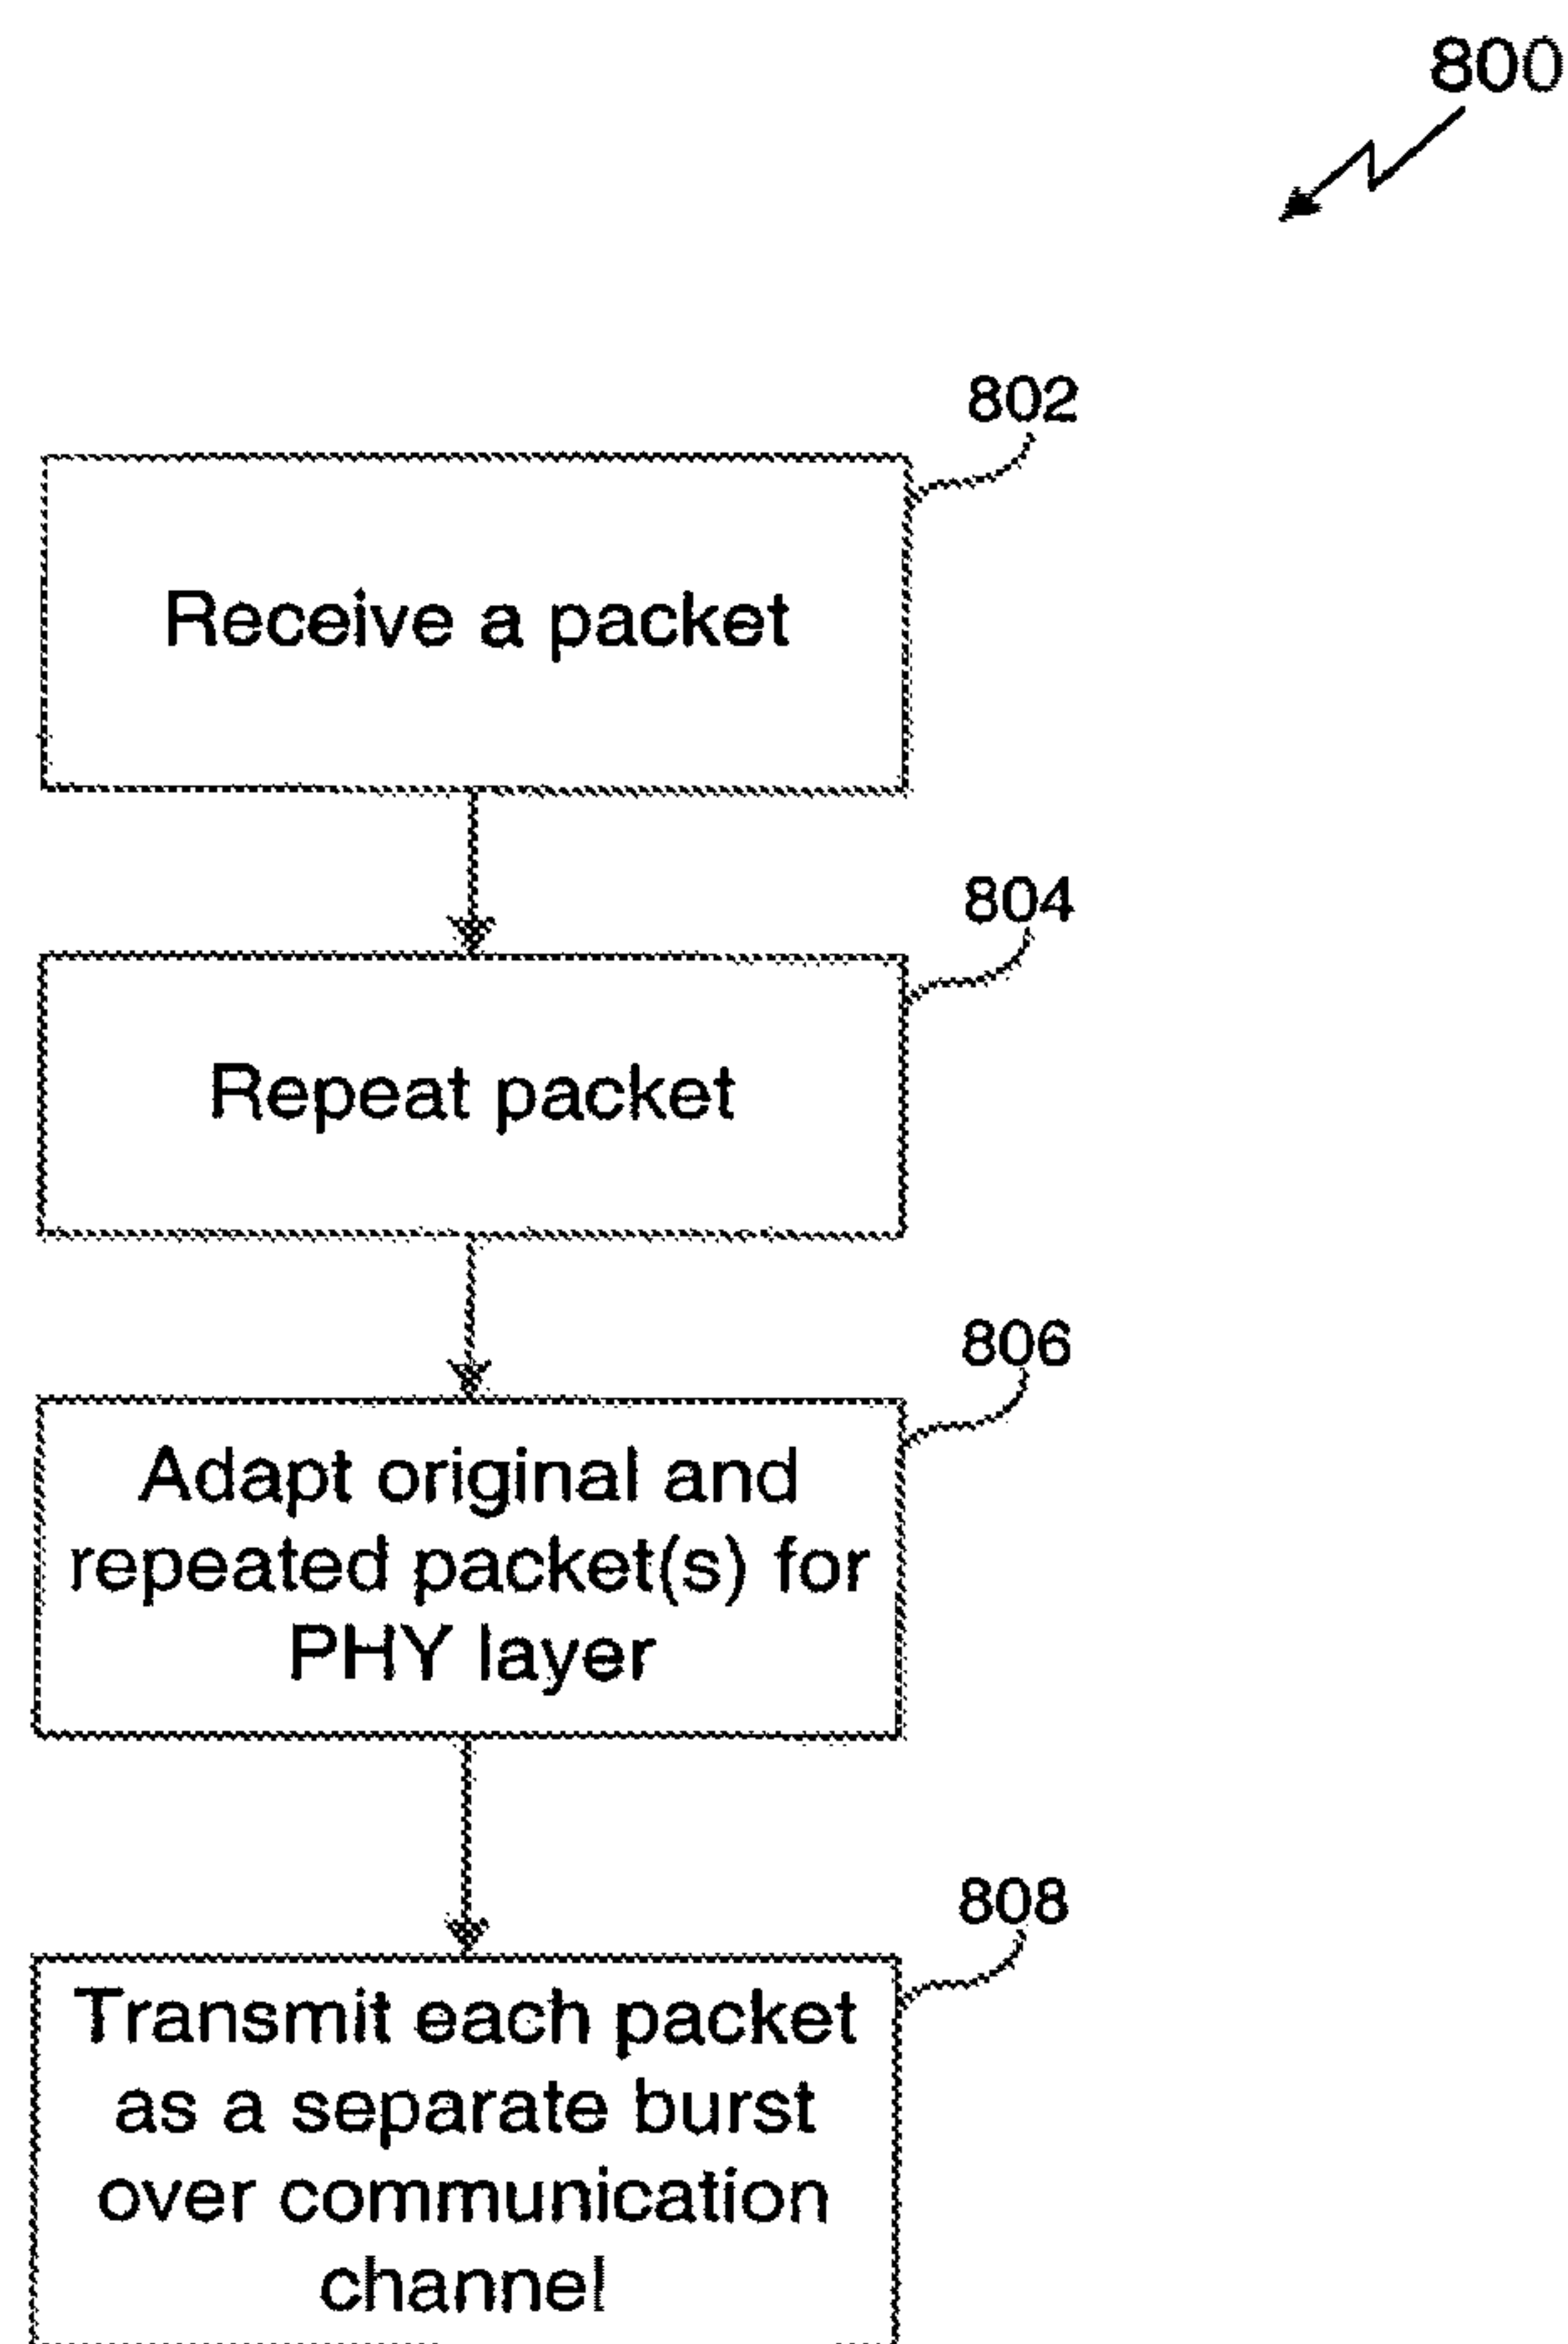 800
802
Receive a packet
804
Repeat packet
806
Adapt original and
repeated packet(s) for
PHY layer
808
Transmit each packet
as a separate burst
over communication
channel